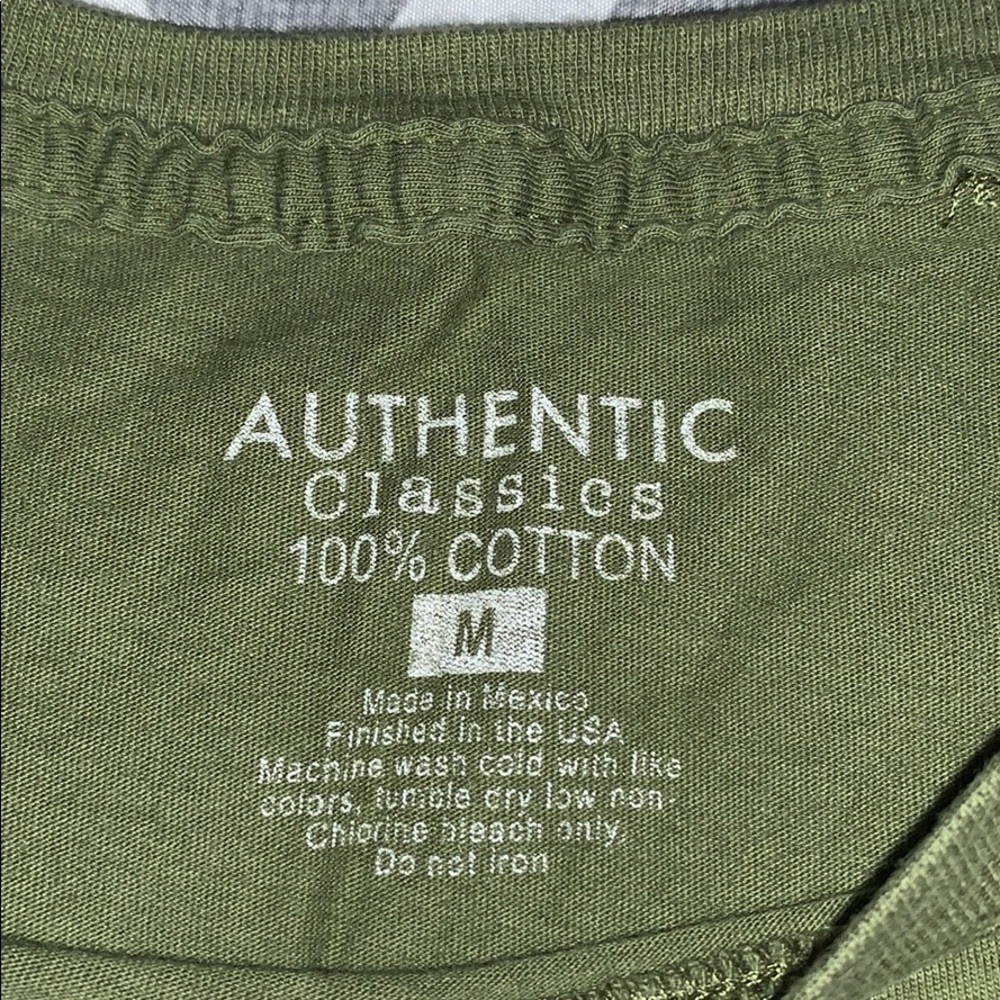 AUTHENTIC
Classics
100% COTTON
M
Made in Mexico
Finished in the USA
Machine wash cold with like
colors, tumble dry low non-
Chlorine bleach only.
Do not iron